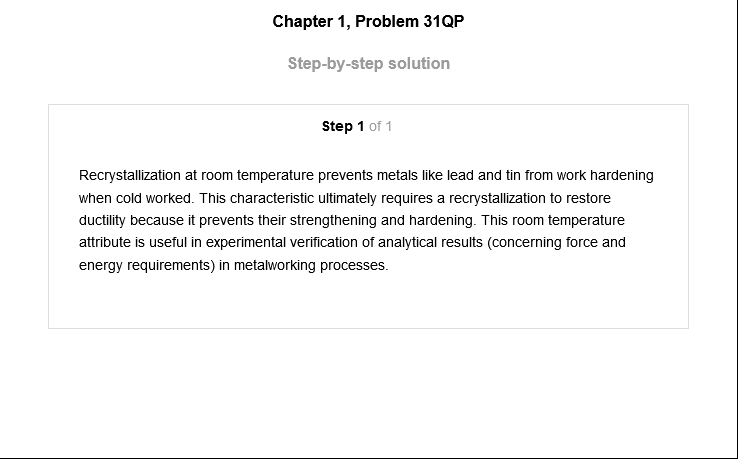 Chapter 1, Problem 31QP
Step-by-step solution
Step 1 of 1
Recrystallization at room temperature prevents metals like lead and tin from work hardening
when cold worked. This characteristic ultimately requires a recrystallization to restore
ductility because it prevents their strengthening and hardening. This room temperature
attribute is useful in experimental verification of analytical results (concerning force and
energy requirements) in metalworking processes.